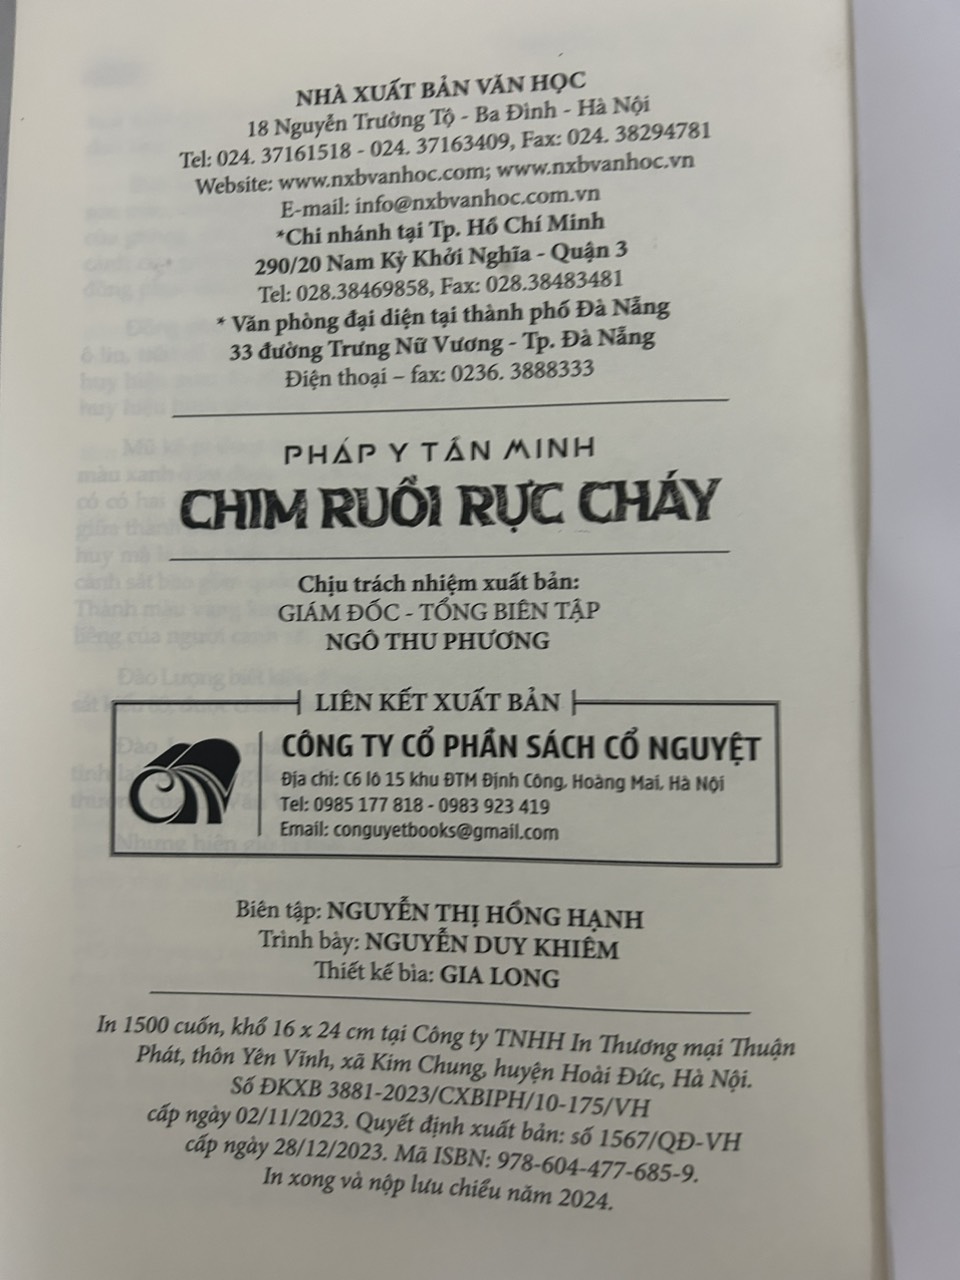 NHÀ XUẤT BẢN VĂN HỌC
18 Nguyễn Trường Tộ - Ba Đình - Hà Nội
Tel: 024. 37161518 - 024. 37163409, Fax: 024. 38294781
Website: www.nxbvanhoc.com; www.nxbvanhoc.vn
E-mail: info@nxbvanhoc.com.vn
*Chi nhánh tại Tp. Hồ Chí Minh
290/20 Nam Kỳ Khởi Nghĩa - Quận 3
Tel: 028.38469858, Fax: 028.38483481
* Văn phòng đại diện tại thành phố Đà Nẵng
33 đường Trưng Nữ Vương - Tp. Đà Nẵng
Điện thoại – fax: 0236. 3888333
PHÁP Y TẦN MINH
CHIM RUỒI RỰC CHÁY
Chịu trách nhiệm xuất bản:
GIÁM ĐỐC - TỔNG BIÊN TẬP
NGÔ THU PHƯƠNG
LIÊN KẾT XUẤT BẢN
CÔNG TY CỔ PHẦN SÁCH CỔ NGUYỆT
Địa chỉ: C6 lô 15 khu ĐTM Định Công, Hoàng Mai, Hà Nội
Tel: 0985 177 818 - 0983 923 419
Email: conguyetbooks@gmail.com
Biên tập: NGUYỄN THỊ HỒNG HẠNH
Trình bày: NGUYỄN DUY KHIÊM
Thiết kế bìa: GIA LONG
In 1500 cuốn, khổ 16 x 24 cm tại Công ty TNHH In Thương mại Thuận
Phát, thôn Yên Vĩnh, xã Kim Chung, huyện Hoài Đức, Hà Nội.
Số ĐKXB 3881-2023/CXBIPH/10-175/VH
cấp ngày 02/11/2023. Quyết định xuất bản: số 1567/QĐ-VH
cấp ngày 28/12/2023. Mã ISBN: 978-604-477-685-9.
In xong và nộp lưu chiểu năm 2024.